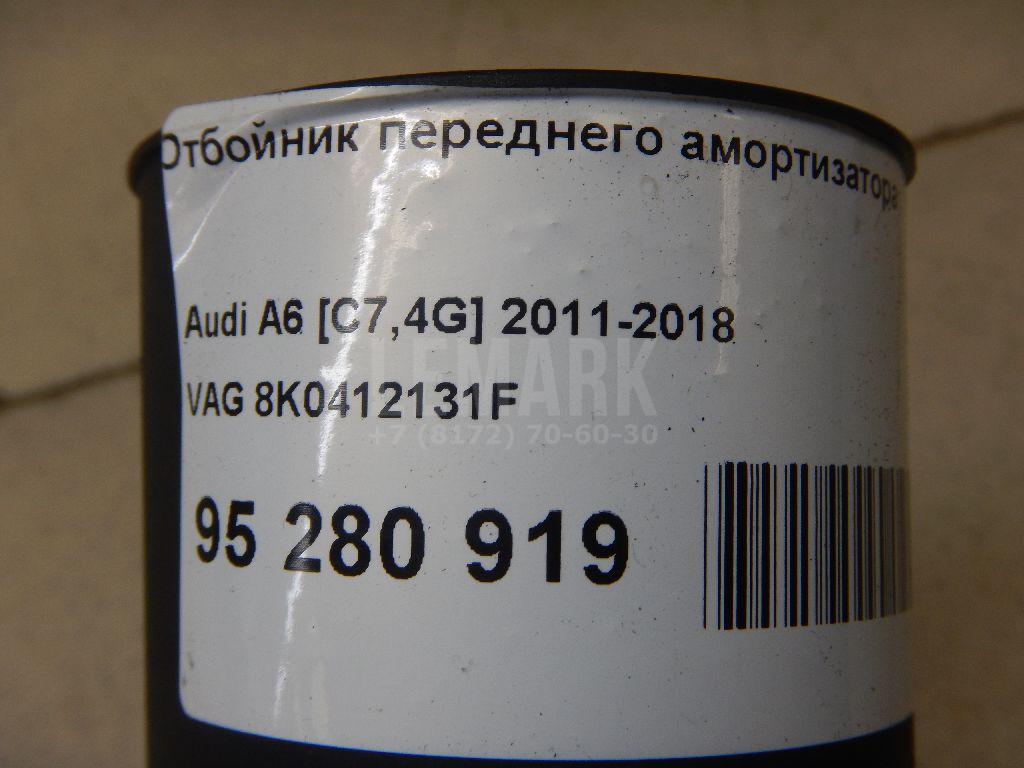 Отбойник переднего амортизатора
Audi A6 [C7,4G] 2011-2018
LEMARK
VAG 8K0412131F
+7 (8172) 70-60-30
95 280 919